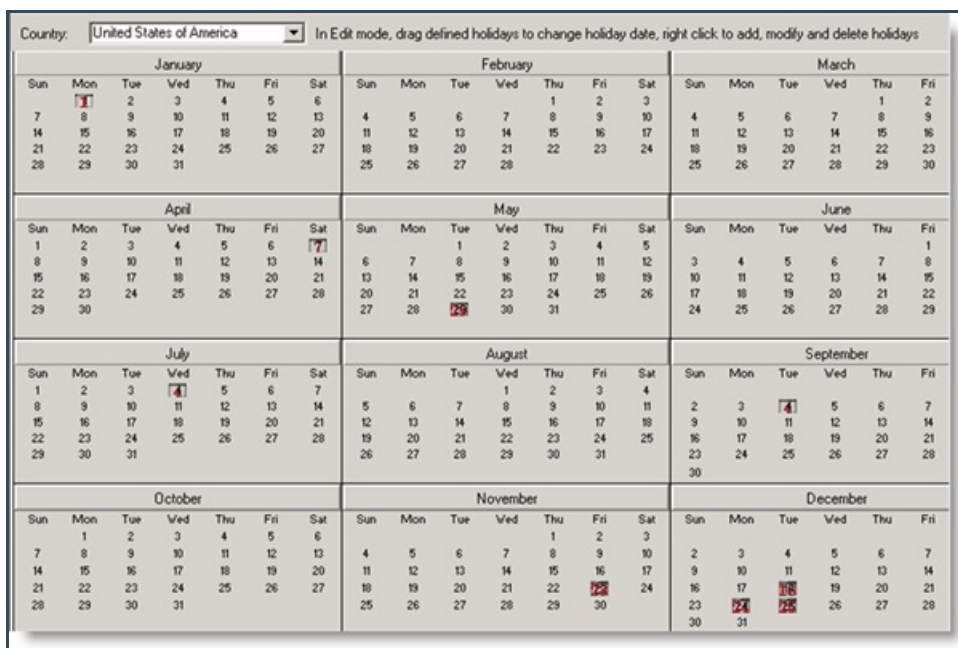 Country: United States of America In Edit mode, drag defined holidays to change holiday date, right click to add, modify and delete holidays
January February March
Sun Mon Tue Wed Thu Fri Sat Sun Mon Tue Wed Thu Fri Sat Sun Mon Tue Wed Thu Fri
1 2 3 4 5 6 1 2 3 1 2
7 8 9 10 11 12 13 4 5 6 7 8 9 10 4 5 6 7 8 9
14 15 16 17 18 19 20 11 12 13 14 15 16 17 11 12 13 14 15 16
21 22 23 24 25 26 27 18 19 20 21 22 23 24 18 19 20 21 22 23
28 29 30 31 25 26 27 28 25 26 27 28 29 30
April May June
Sun Mon Tue Wed Thu Fri Sat Sun Mon Tue Wed Thu Fri Sat Sun Mon Tue Wed Thu Fri
1 2 3 4 5 6 7 1 2 3 4 5 1
8 9 10 11 12 13 14 6 7 8 9 10 11 12 3 4 5 6 7 8
15 16 17 18 19 20 21 13 14 15 16 17 18 19 10 11 12 13 14 15
22 23 24 25 26 27 28 20 21 22 23 24 25 26 17 18 19 20 21 22
29 30 27 28 29 30 31 24 25 26 27 28 29
July August September
Sun Mon Tue Wed Thu Fri Sat Sun Mon Tue Wed Thu Fri Sat Sun Mon Tue Wed Thu Fri
1 2 3 4 5 6 7 1 2 3 4
8 9 10 11 12 13 14 5 6 7 8 9 10 11 2 3 4 5 6 7
15 16 17 18 19 20 21 12 13 14 15 16 17 18 9 10 11 12 13 14
22 23 24 25 26 27 28 19 20 21 22 23 24 25 16 17 18 19 20 21
29 30 31 26 27 28 29 30 31 23 24 25 26 27 28
30
October November December
Sun Mon Tue Wed Thu Fri Sat Sun Mon Tue Wed Thu Fri Sat Sun Mon Tue Wed Thu Fri
1 2 3 4 5 6 1 2 3
7 8 9 10 11 12 13 4 5 6 7 8 9 10 2 3 4 5 6 7
14 15 16 17 18 19 20 11 12 13 14 15 16 17 9 10 11 12 13 14
21 22 23 24 25 26 27 18 19 20 21 22 23 24 16 17 18 19 20 21
28 29 30 31 25 26 27 28 29 30 23 24 25 26 27 28
30 31